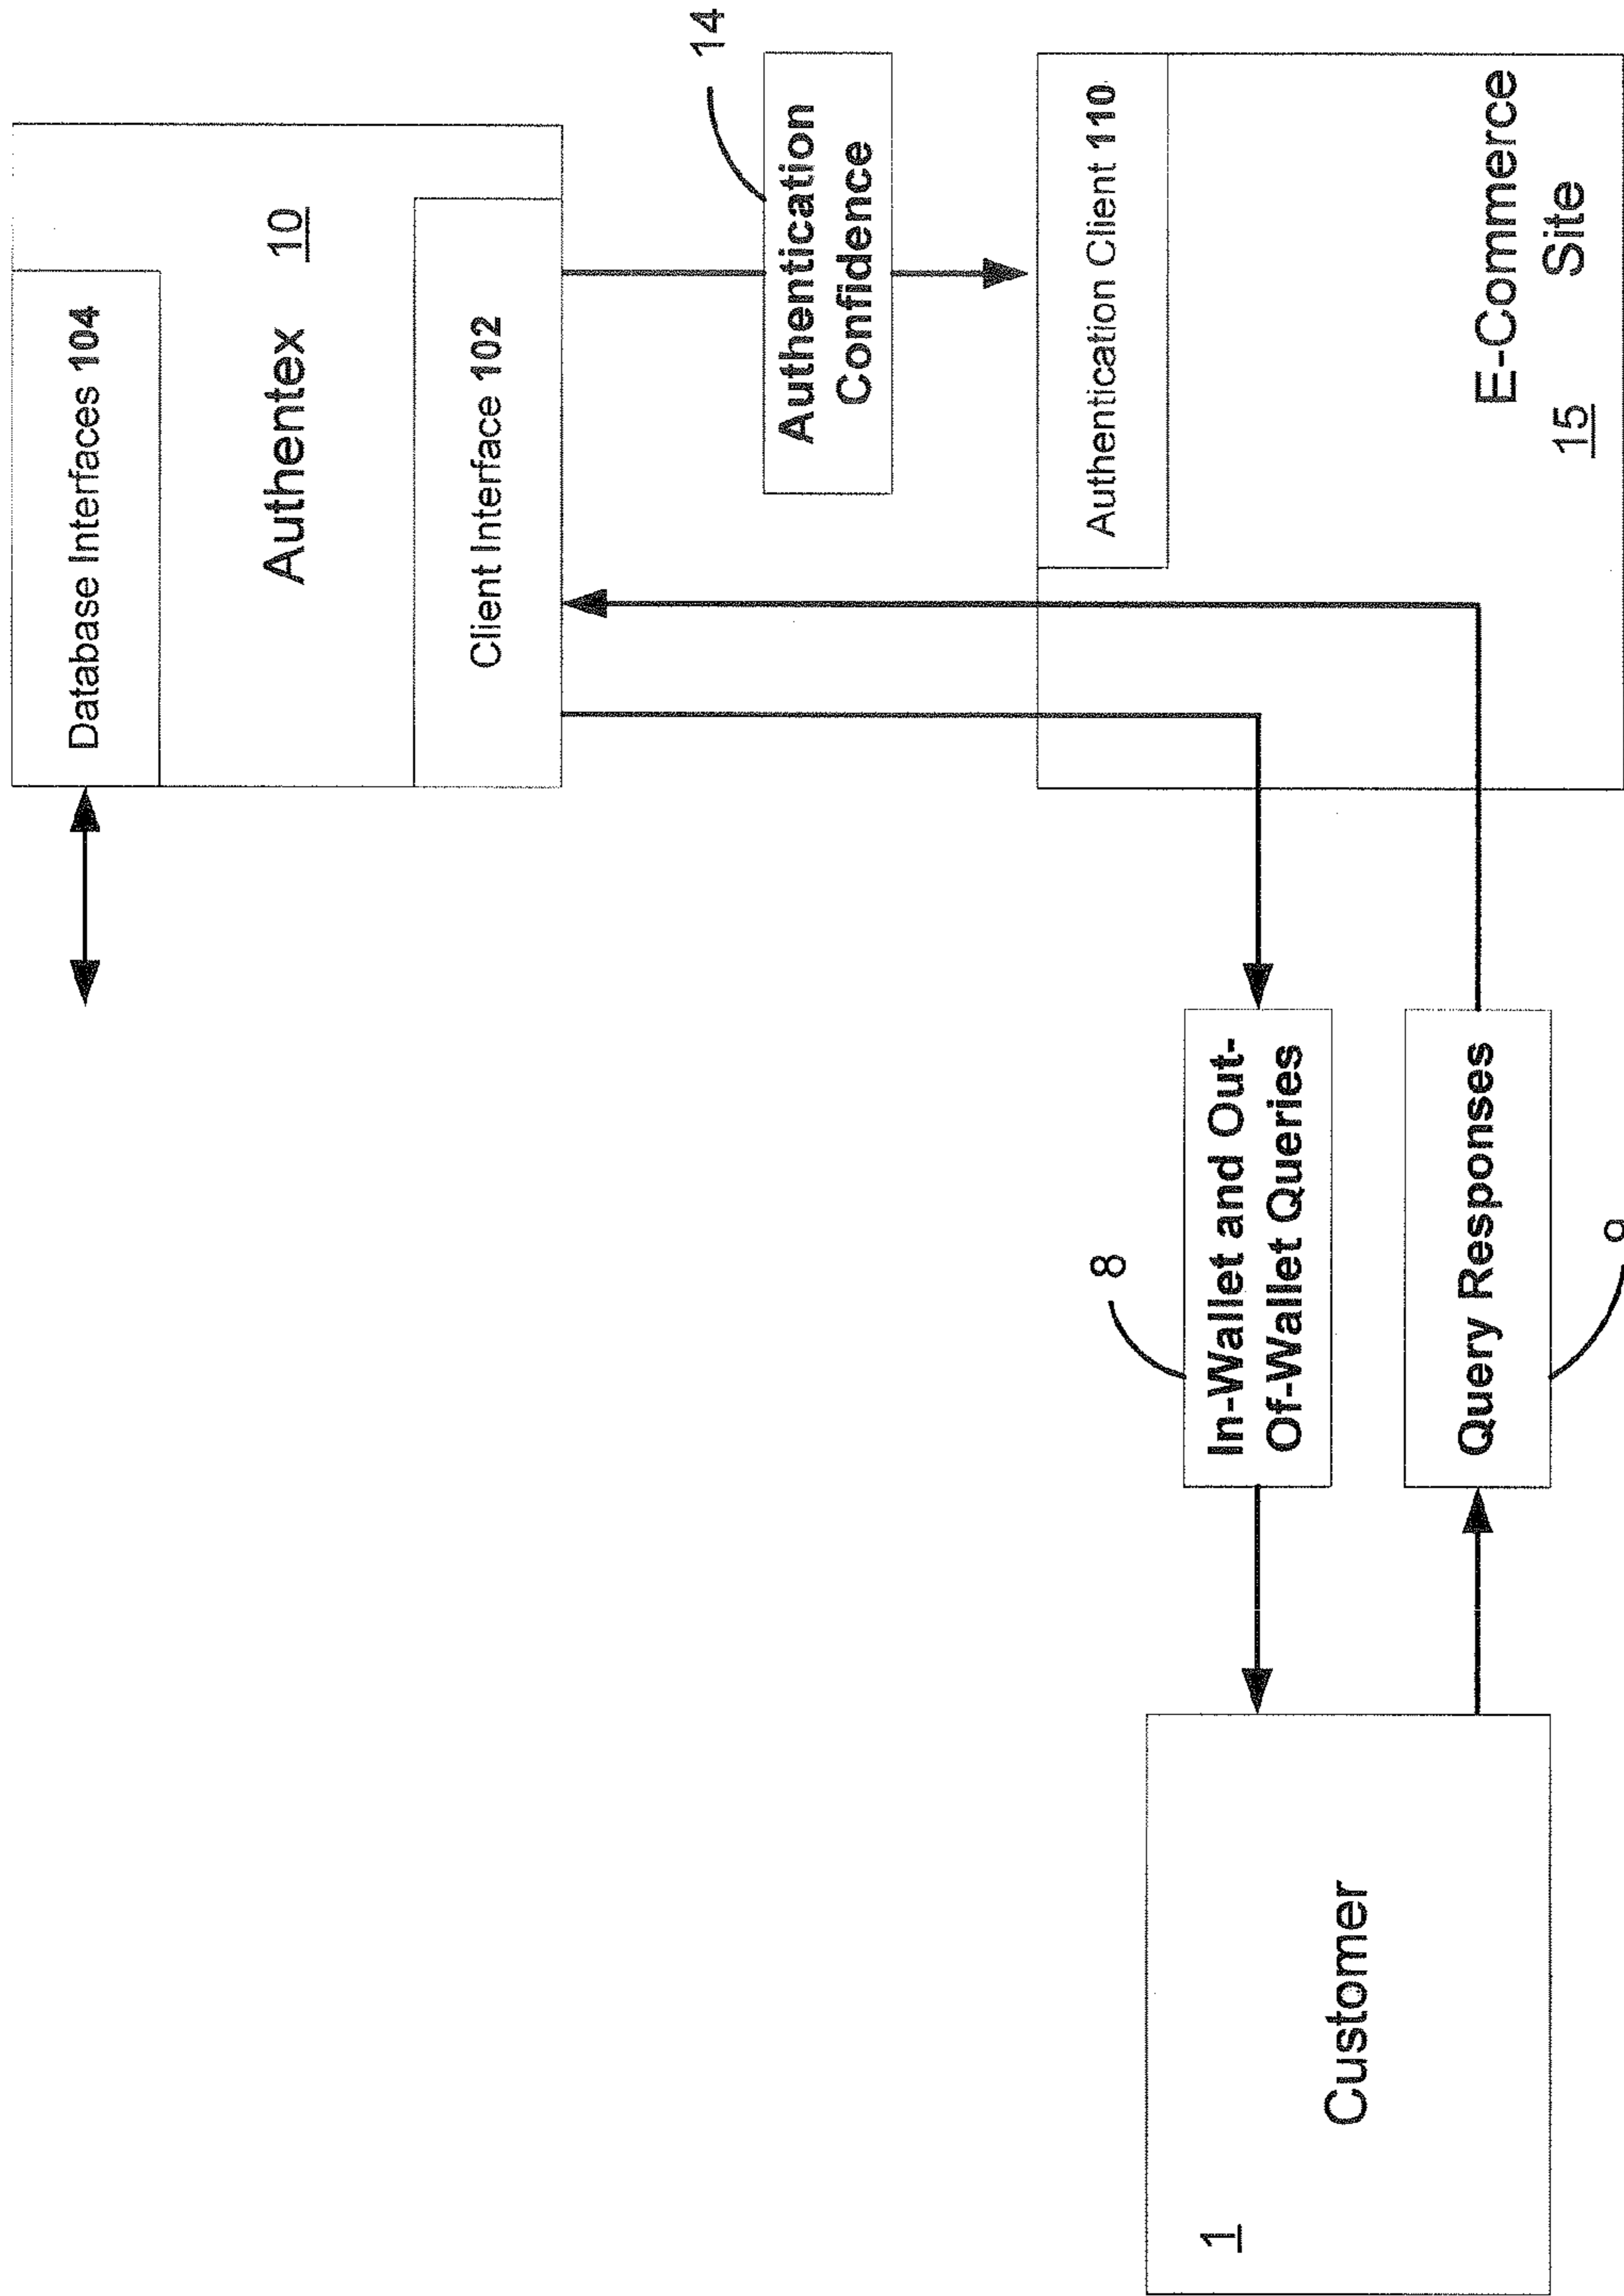 Database Interfaces 104
Authentex 10
Client Interface 102
14
Authentication
Confidence
Authentication Client 110
8
In-Wallet and Out-
Of-Wallet Queries
1
Customer
Query Responses
9
E-Commerce
Site
15